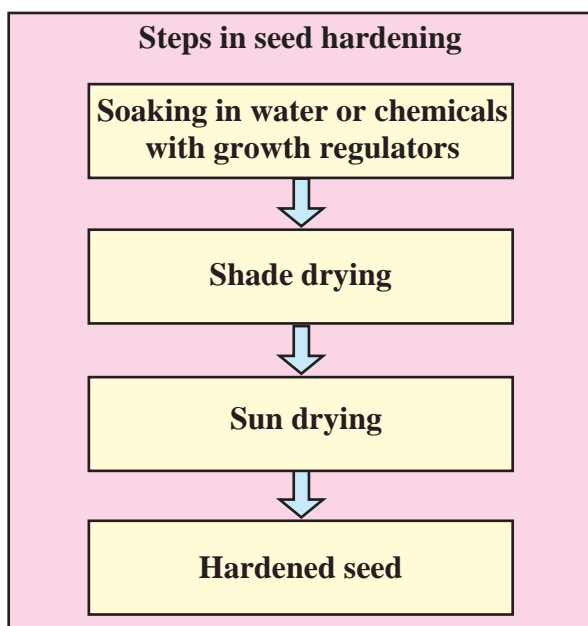 Steps in seed hardening
Soaking in water or chemicals
with growth regulators
Shade drying
Sun drying
Hardened seed